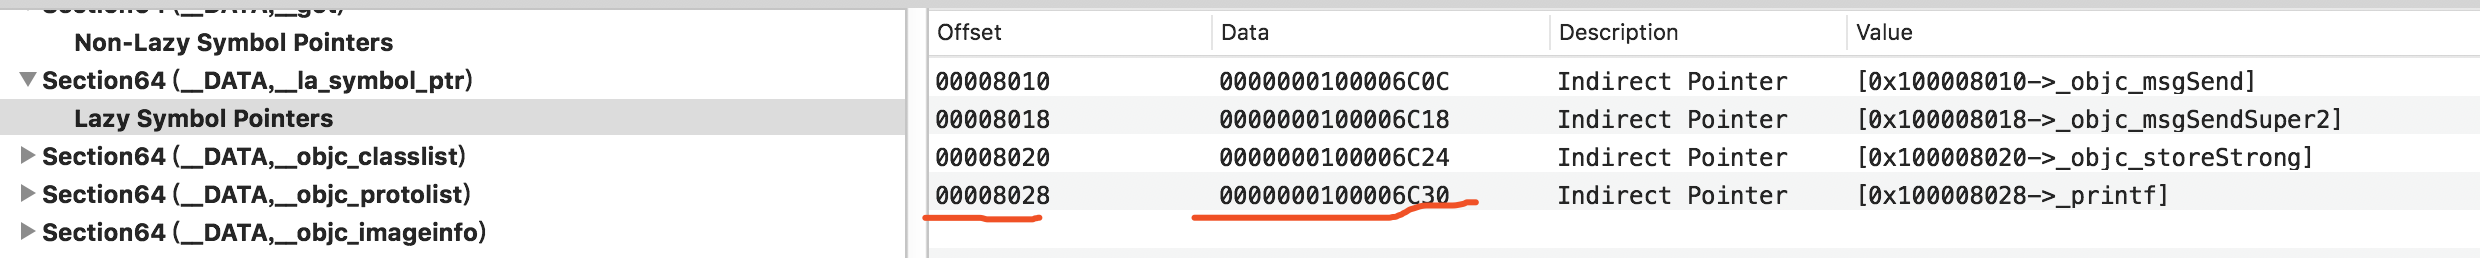 Non-Lazy Symbol Pointers
Section64 (__DATA,__la_symbol_ptr)
Lazy Symbol Pointers
Section64 (__DATA,__objc_classlist)
Section64 (__DATA,__objc_protolist)
Section64 (__DATA,__objc_imageinfo)
Offset Data Description Value
00008010 0000000100006C0C Indirect Pointer [0x100008010->_objc_msgSend]
00008018 0000000100006C18 Indirect Pointer [0x100008018->_objc_msgSendSuper2]
00008020 0000000100006C24 Indirect Pointer [0x100008020->_objc_storeStrong]
00008028 0000000100006C30 Indirect Pointer [0x100008028->_printf]